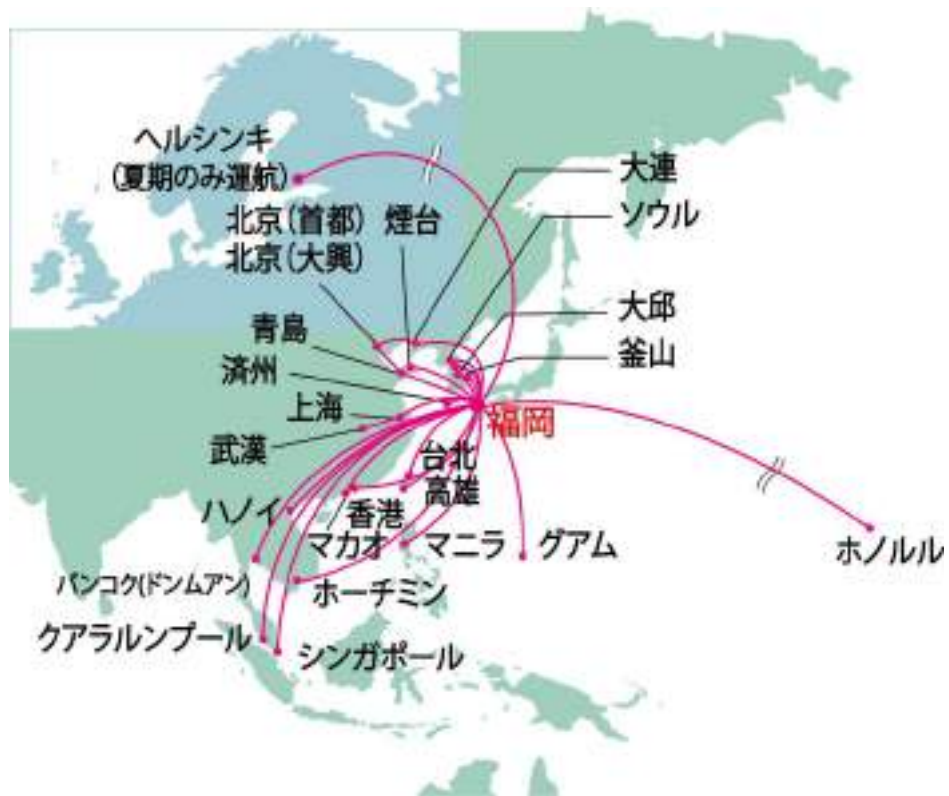 ヘルシンキ
(夏期のみ運航)
北京(首都)
北京(大興)
煙台
大連
ソウル
大邱
釜山
青島
済州
上海
武漢
福岡
台北
高雄
香港
マカオ
マニラ
グアム
ホノルル
ハノイ
バンコク(ドンムアン)
ホーチミン
クアラルンプール
シンガポール